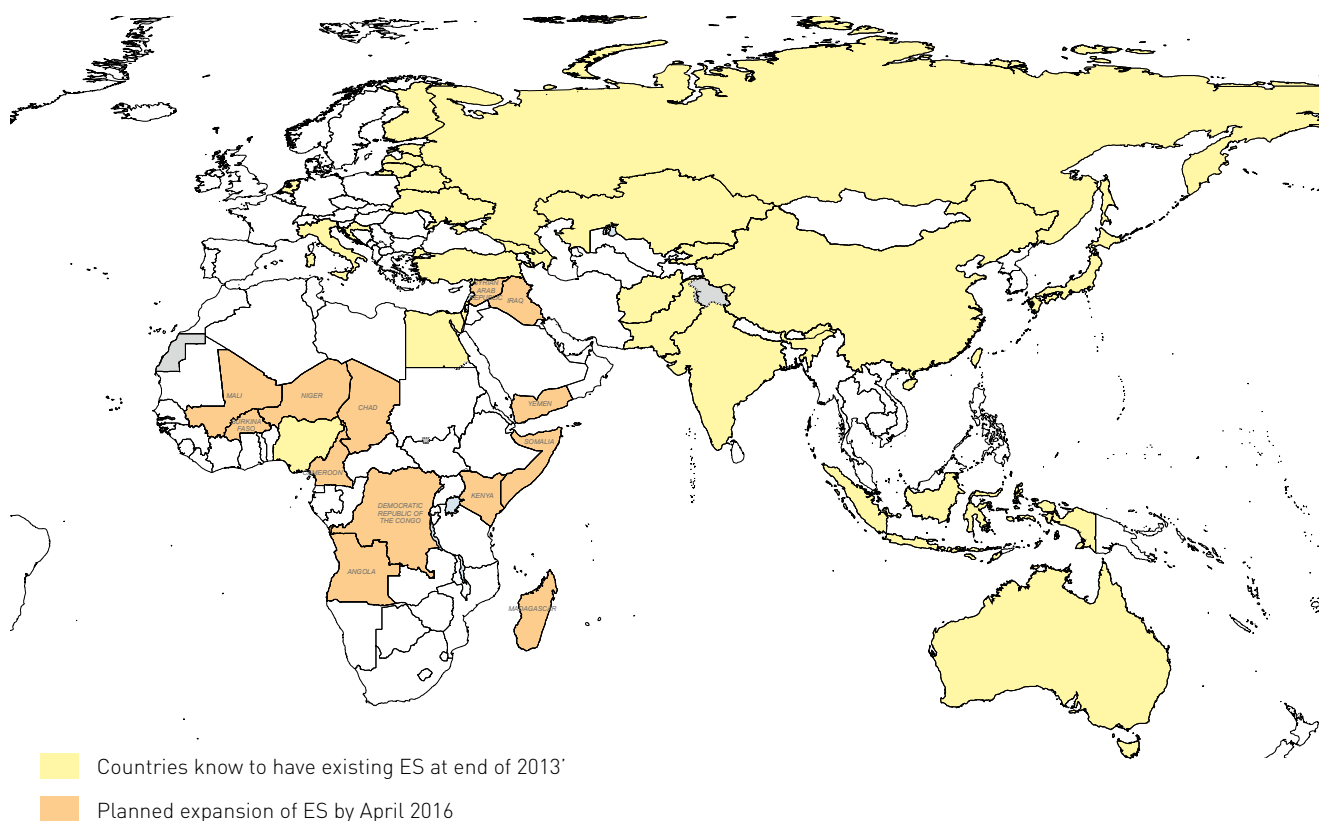 SYRIAN
ARAB
REPUBLIC
IRAQ
MALI
NIGER
CHAD
YEMEN
BURKINA
FASO
SOMALIA
CAMEROON
KENYA
DEMOCRATIC
REPUBLIC OF
THE CONGO
ANGOLA
MADAGASCAR
Countries know to have existing ES at end of 2013’
Planned expansion of ES by April 2016